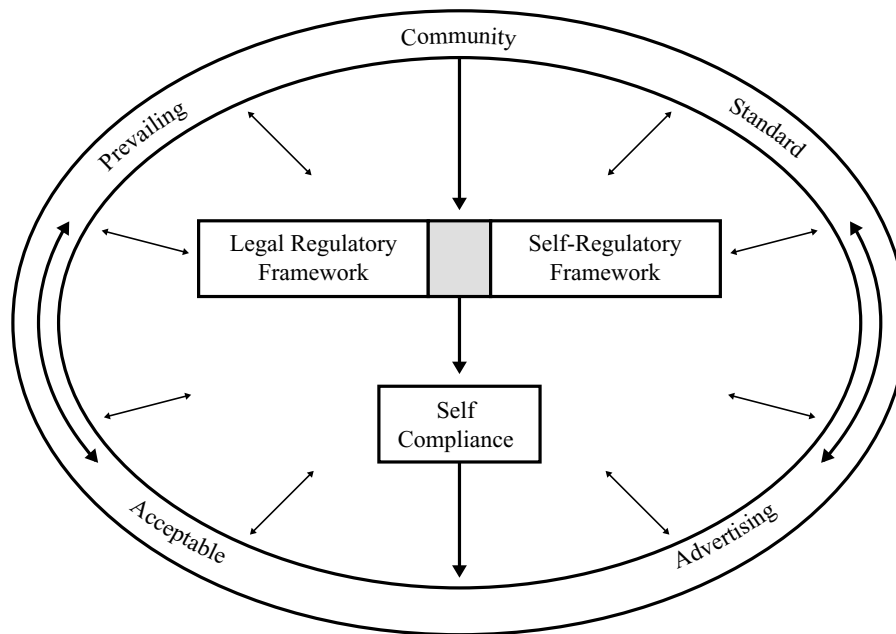 Community
Prevailing
Standard
Legal Regulatory
Framework
Self-Regulatory
Framework
Self
Compliance
Acceptable
Advertising